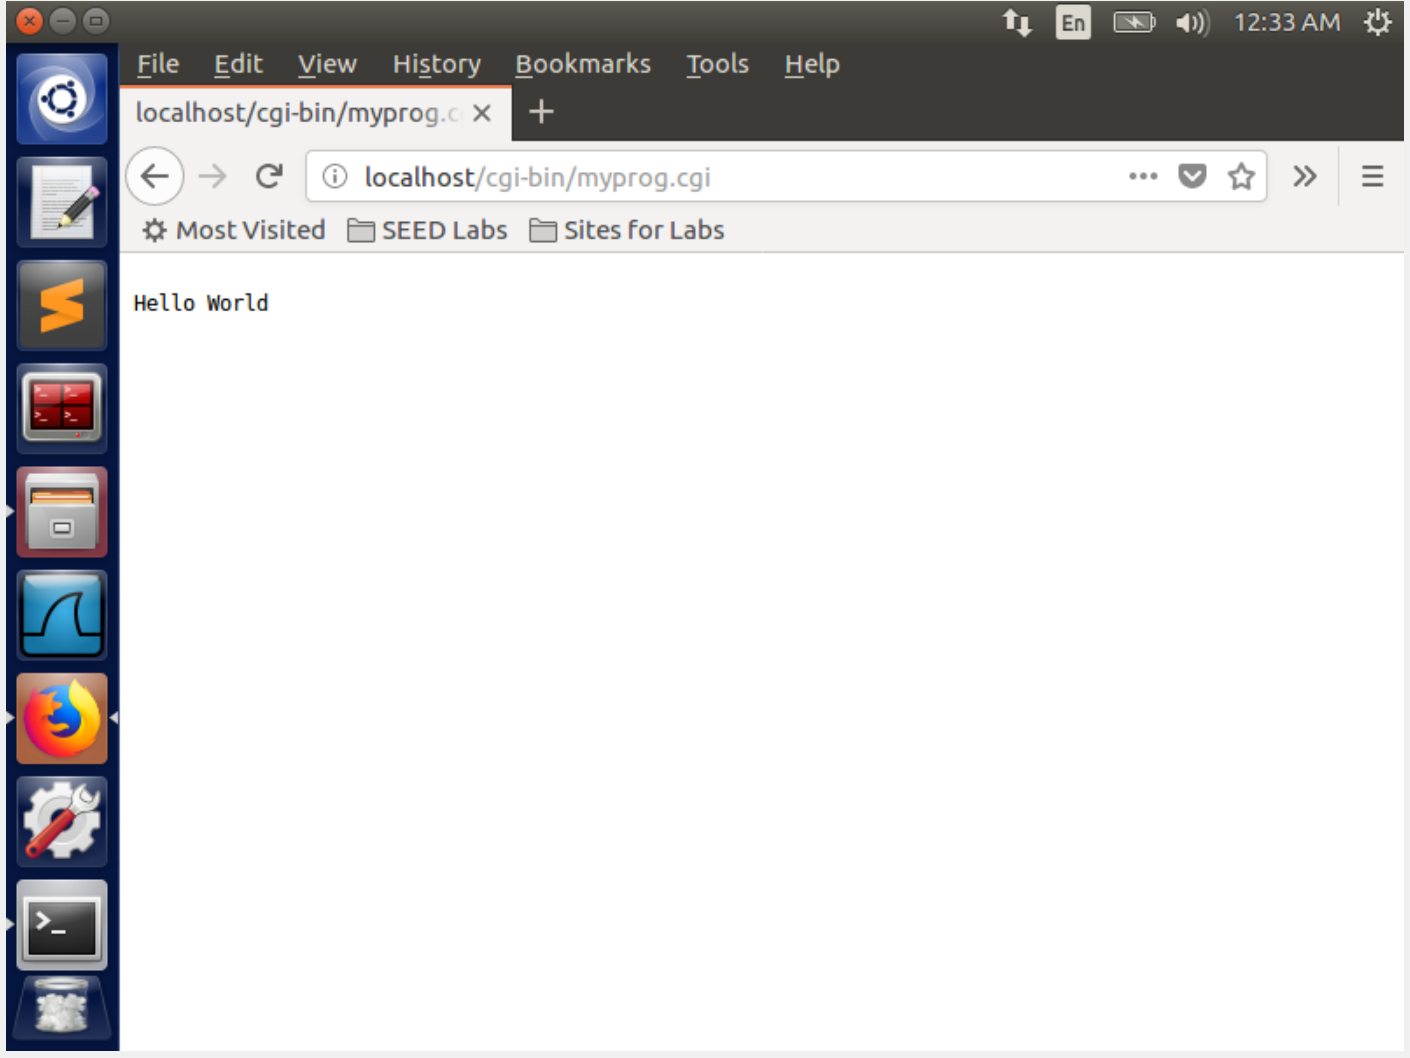 En 12:33 AM
File Edit View History Bookmarks Tools Help
localhost/cgi-bin/myprog.c
localhost/cgi-bin/myprog.cgi
Most Visited SEED Labs Sites for Labs
Hello World